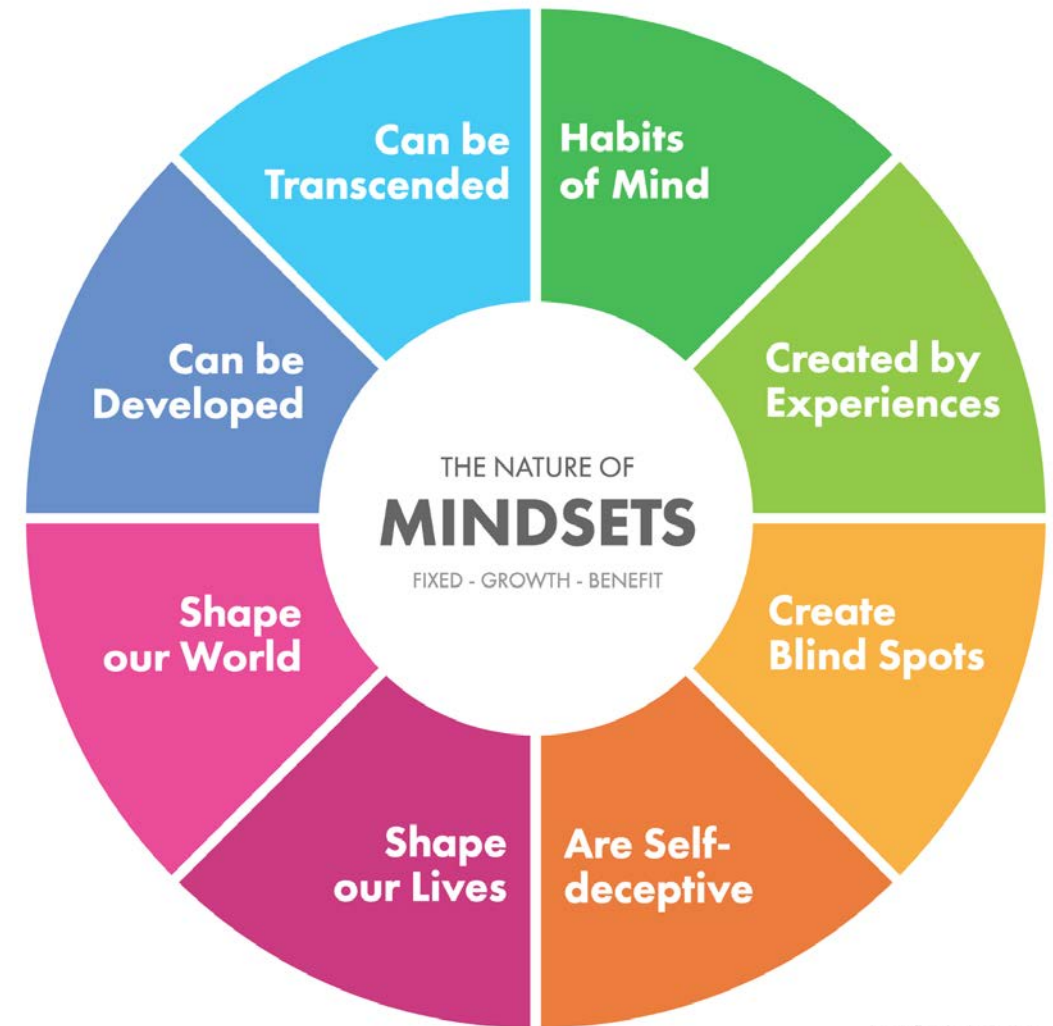 THE NATURE OF
MINDSETS
FIXED - GROWTH - BENEFIT
Habits
of Mind
Created by
Experiences
Create
Blind Spots
Are Self-
deceptive
Shape
our Lives
Shape
our World
Can be
Developed
Can be
Transcended